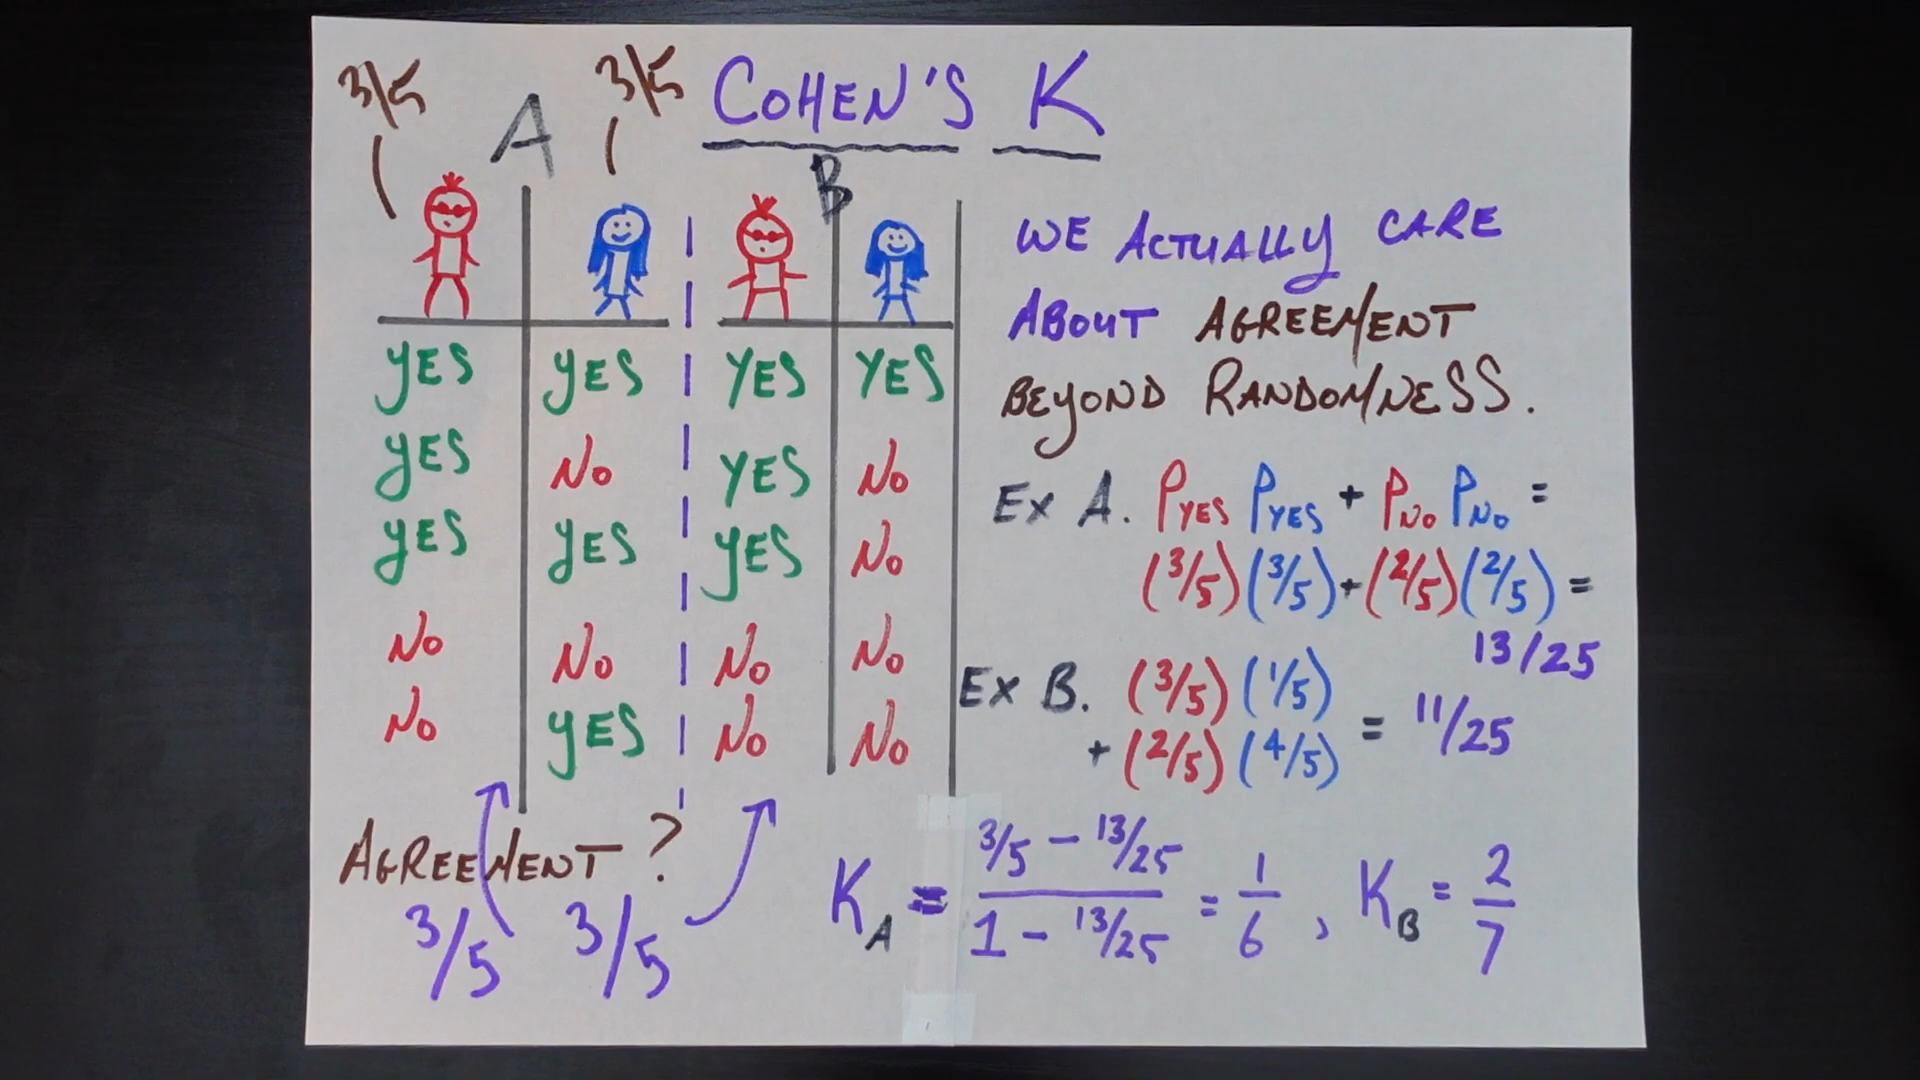 COHEN'S K
3/5 A 3/5
B
YES YES YES YES
YES NO YES NO
YES YES YES NO
NO NO NO NO
NO YES NO NO
AGREEMENT?
3/5 3/5
WE ACTUALLY CARE
ABOUT AGREEMENT
BEYOND RANDOMNESS.
EX A. PYES PYES + PNO PNO =
(3/5)(3/5)+(2/5)(2/5) =
13/25
EX B. (3/5)(1/5)
+(2/5)(4/5) = 11/25
KA = 3/5 - 13/25 / 1 - 13/25 = 1/6, KB = 2/7